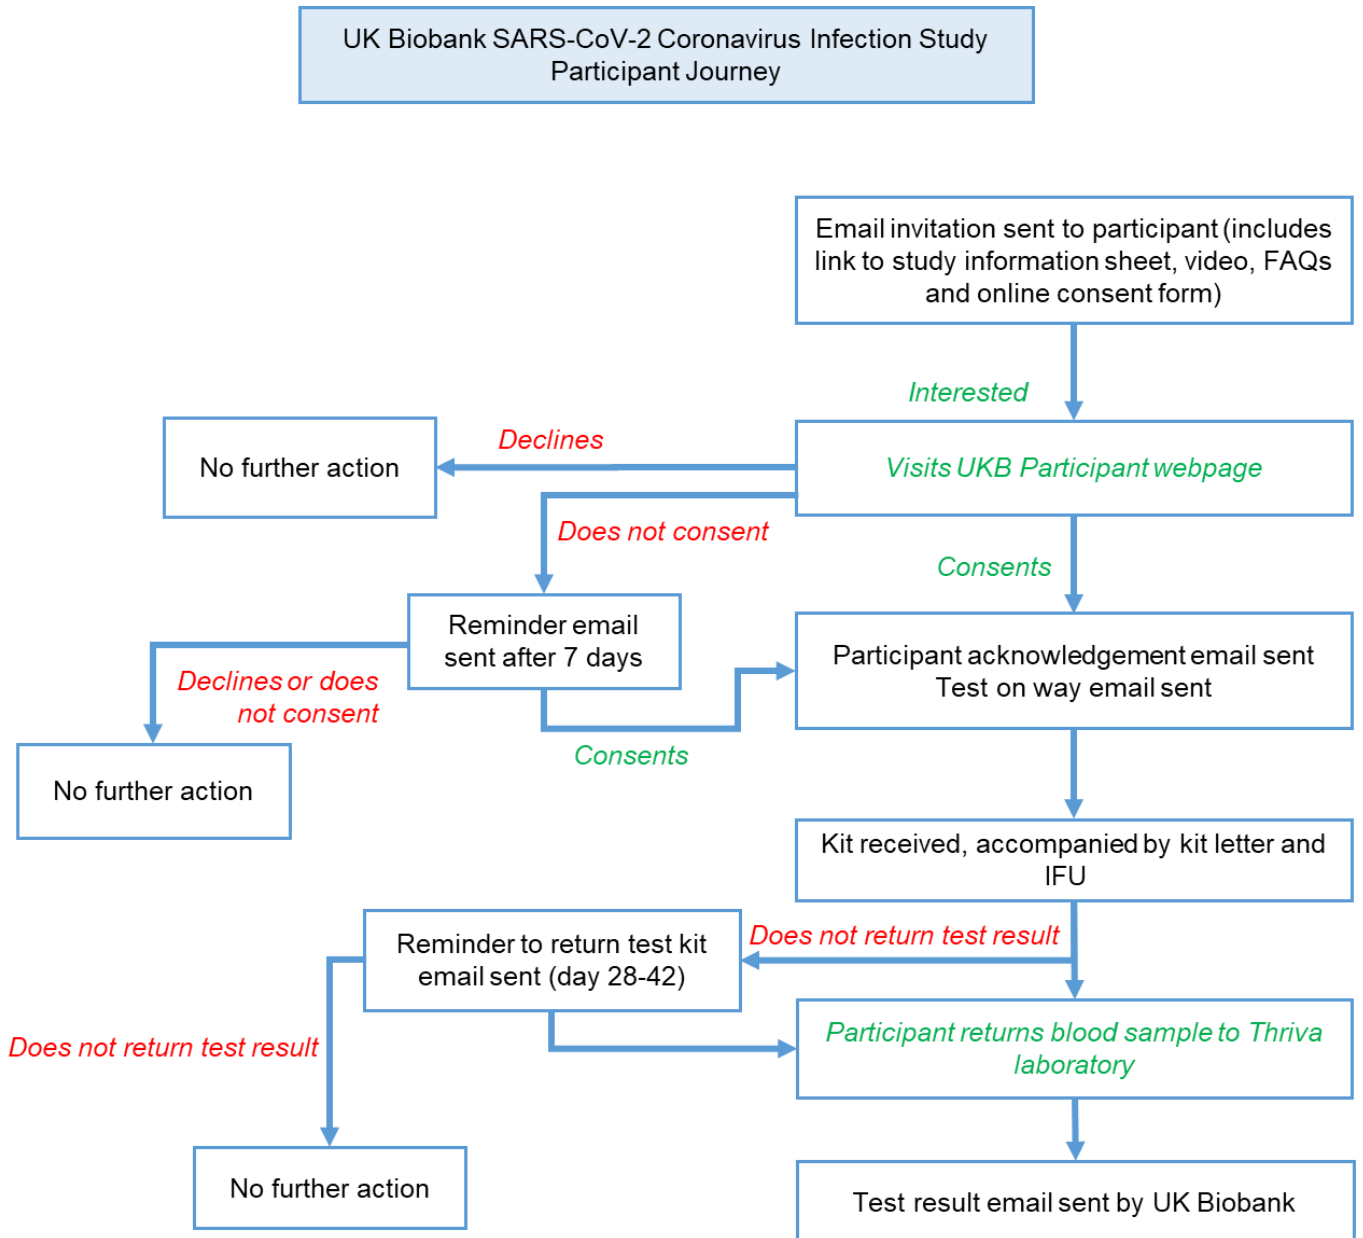 UK Biobank SARS-CoV-2 Coronavirus Infection Study
Participant Journey
Email invitation sent to participant (includes
link to study information sheet, video, FAQs
and online consent form)
Interested
Visits UKB Participant webpage
Declines
No further action
Does not consent
Consents
Reminder email
sent after 7 days
Participant acknowledgement email sent
Test on way email sent
Declines or does
not consent
Consents
No further action
Kit received, accompanied by kit letter and
IFU
Does not return test result
Reminder to return test kit
email sent (day 28-42)
Participant returns blood sample to Thriva
laboratory
Does not return test result
No further action
Test result email sent by UK Biobank